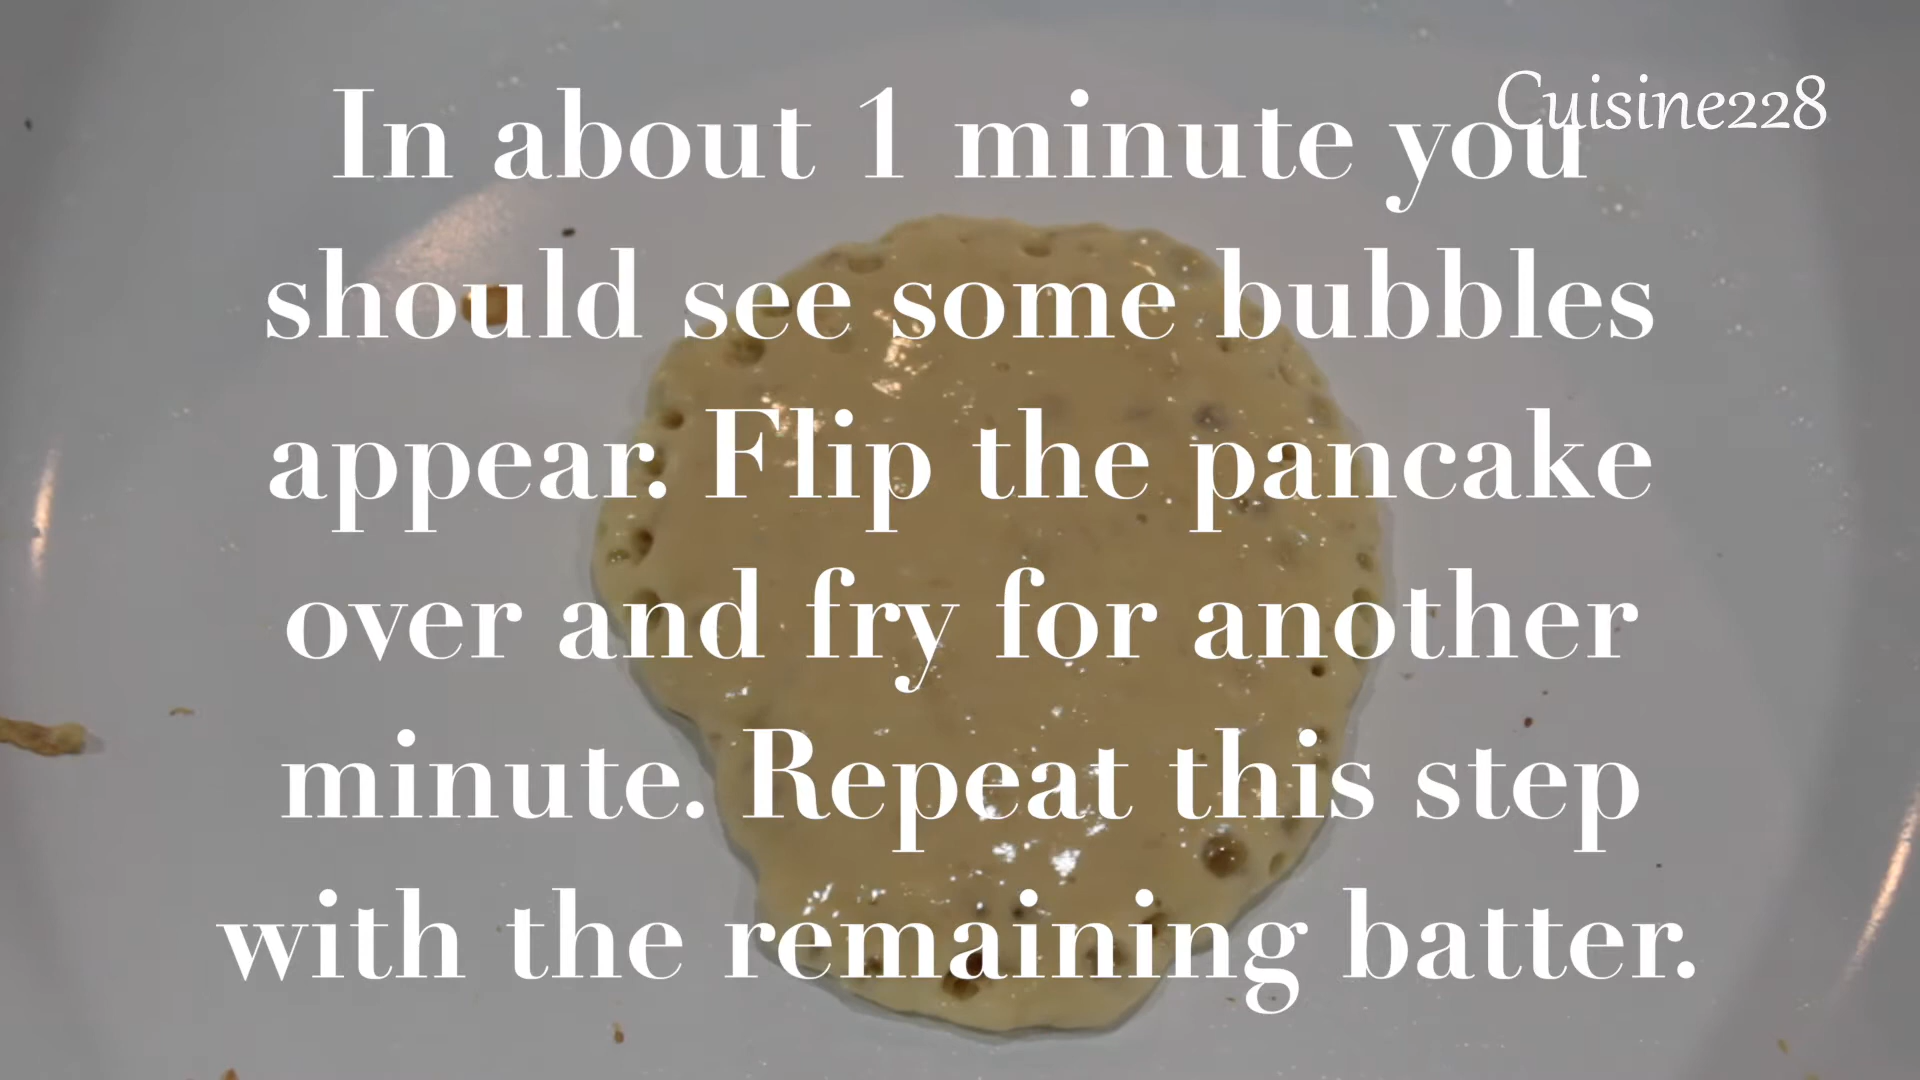 Cuisine228
In about 1 minute you
should see some bubbles
appear. Flip the pancake
over and fry for another
minute. Repeat this step
with the remaining batter.